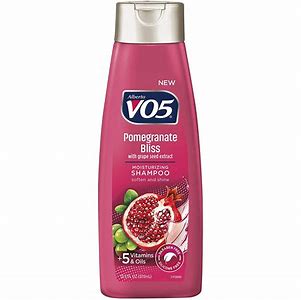 NEW
Alberto
VO5
Pomegranate
Bliss
with grape seed extract
MOISTURIZING
SHAMPOO
soften and shine
5 Vitamins
& Oils